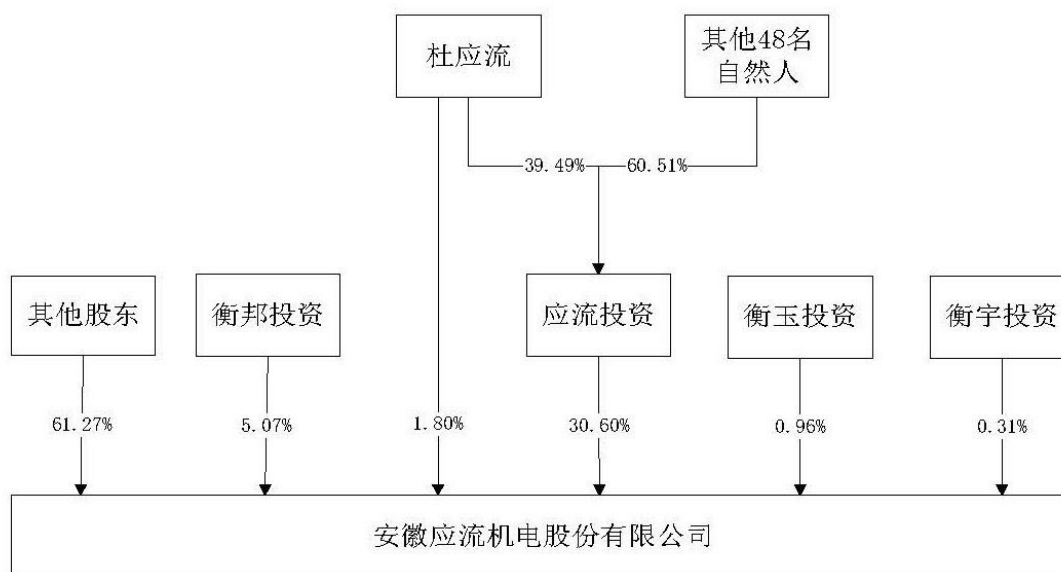 杜应流
其他48名
自然人
39.49%
60.51%
其他股东
衡邦投资
应流投资
衡玉投资
衡宇投资
61.27%
5.07%
1.80%
30.60%
0.96%
0.31%
安徽应流机电股份有限公司